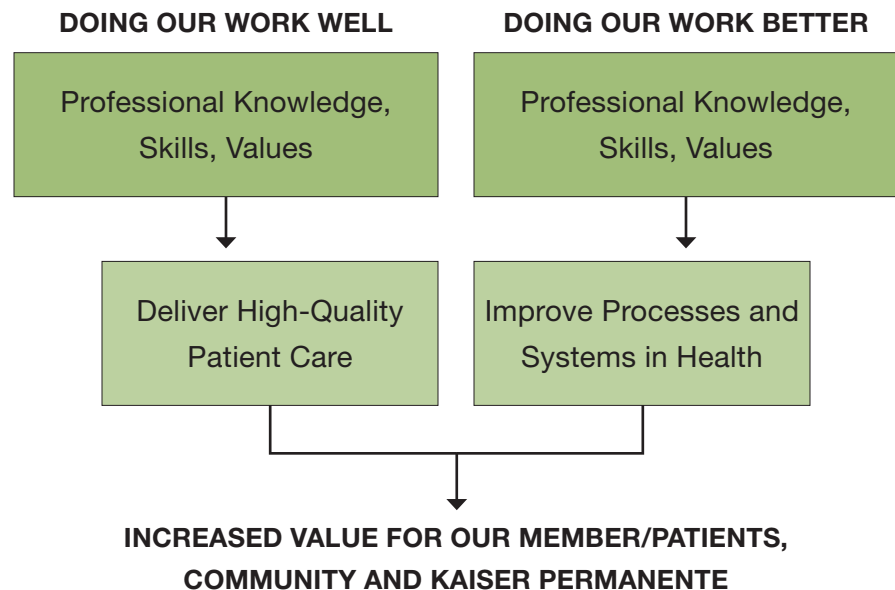 DOING OUR WORK WELL
Professional Knowledge,
Skills, Values
Deliver High-Quality
Patient Care
DOING OUR WORK BETTER
Professional Knowledge,
Skills, Values
Improve Processes and
Systems in Health
INCREASED VALUE FOR OUR MEMBER/PATIENTS,
COMMUNITY AND KAISER PERMANENTE